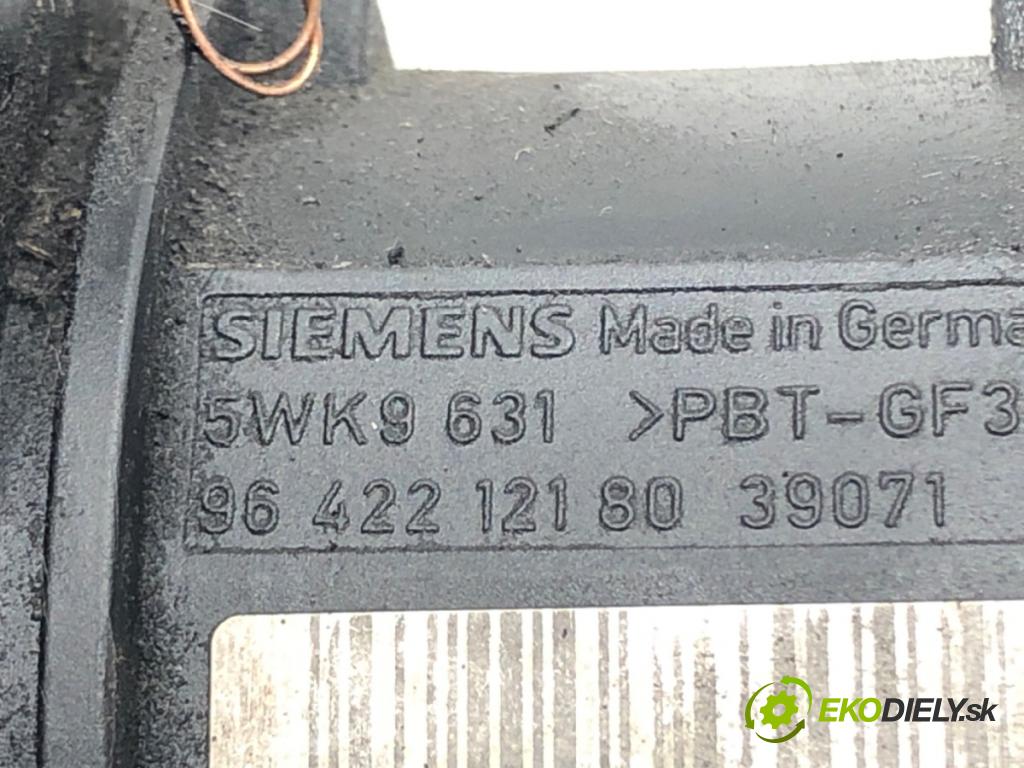 SIEMENS Made in Germa
5WK9 631 >PBT-GF3
96 422 121 80 39071
EKODIELY.sk